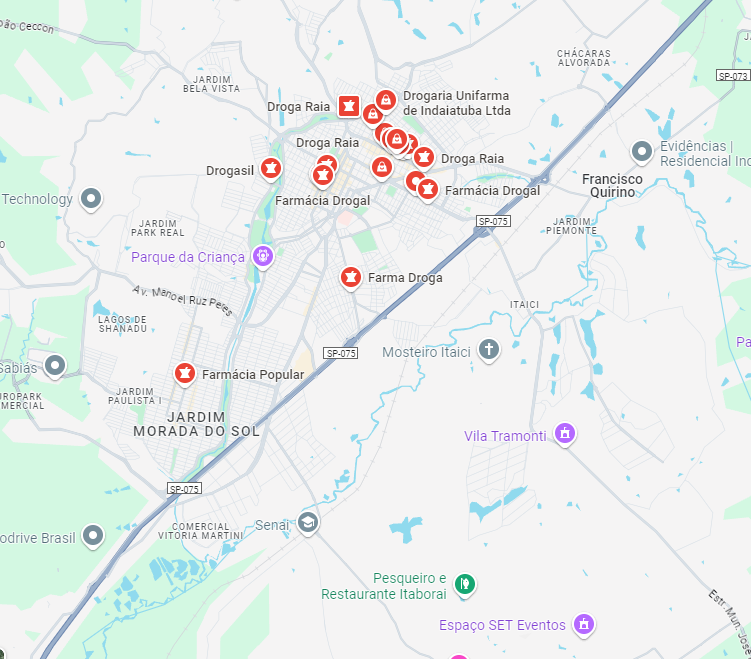 oão Ceccon
CHÁCARAS
ALVORADA
SP-073
JARDIM
BELA VISTA
Drogaria Unifarma
de Indaiatuba Ltda
Droga Raia
Droga Raia
Droga Raia
Evidências |
Residencial Inc
Drogasil
Francisco
Quirino
Farmácia Drogal
Farmácia Drogal
Technology
SP-075
JARDIM
PIEMONTE
JARDIM
PARK REAL
Parque da Criança
Farma Droga
Av. Manoel Ruz Peres
ITAICI
LAGOS DE
SHANADU
Pa
SP-075
Mosteiro Itaici
Sabiás
Farmácia Popular
UROPARK
OMERCIAL
JARDIM
PAULISTA I
JARDIM
MORADA DO SOL
Vila Tramonti
SP-075
COMERCIAL
VITORIA MARTINI
Senai
odrive Brasil
Pesqueiro e
Restaurante Itaborai
Estr. Mun. José
Espaço SET Eventos